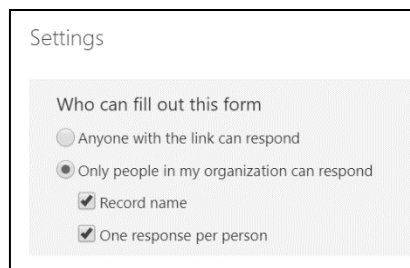 Settings
Who can fill out this form
Anyone with the link can respond
Only people in my organization can respond
Record name
One response per person